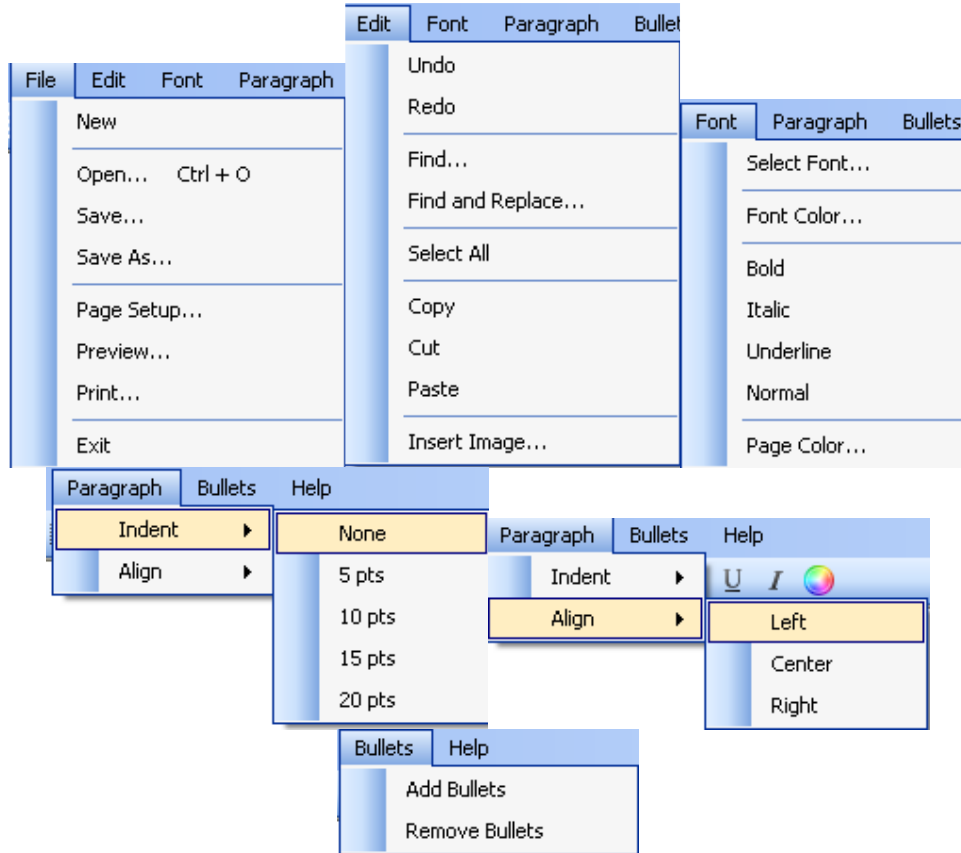 File Edit Font Paragraph
New
Open... Ctrl + O
Save...
Save As...
Page Setup...
Preview...
Print...
Exit
Edit Font Paragraph Bullet
Undo
Redo
Find...
Find and Replace...
Select All
Copy
Cut
Paste
Insert Image...
Font Paragraph Bullets
Select Font...
Font Color...
Bold
Italic
Underline
Normal
Page Color...
Paragraph Bullets Help
Indent
Align
None
5 pts
10 pts
15 pts
20 pts
Paragraph Bullets Help
Indent
Align
U I
Left
Center
Right
Bullets Help
Add Bullets
Remove Bullets